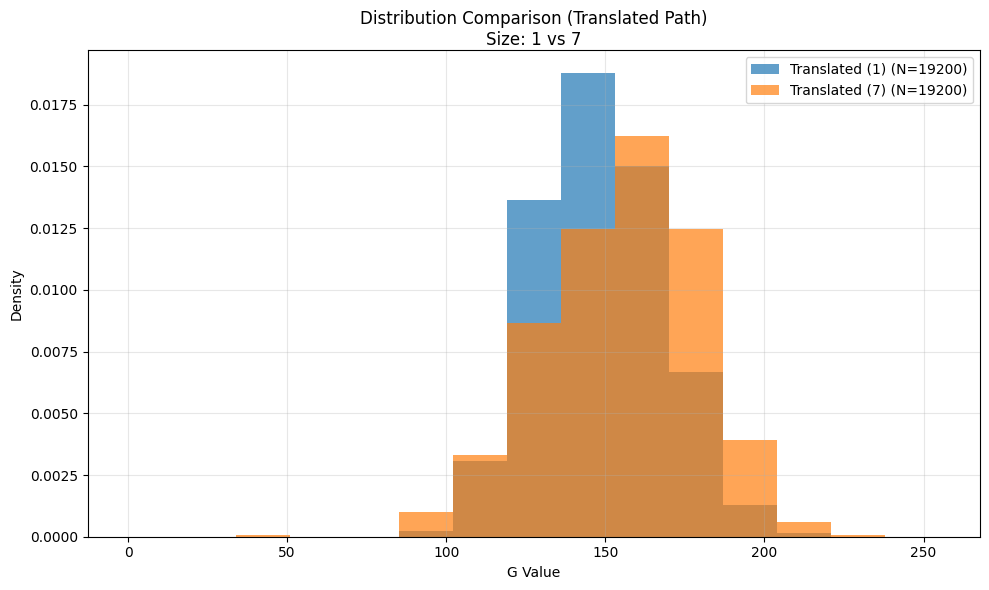 Distribution Comparison (Translated Path)
Size: 1 vs 7
Translated (1) (N=19200)
Translated (7) (N=19200)
0.0175
0.0150
0.0125
0.0100
0.0075
0.0050
0.0025
0.0000
Density
0 50 100 150 200 250
G Value